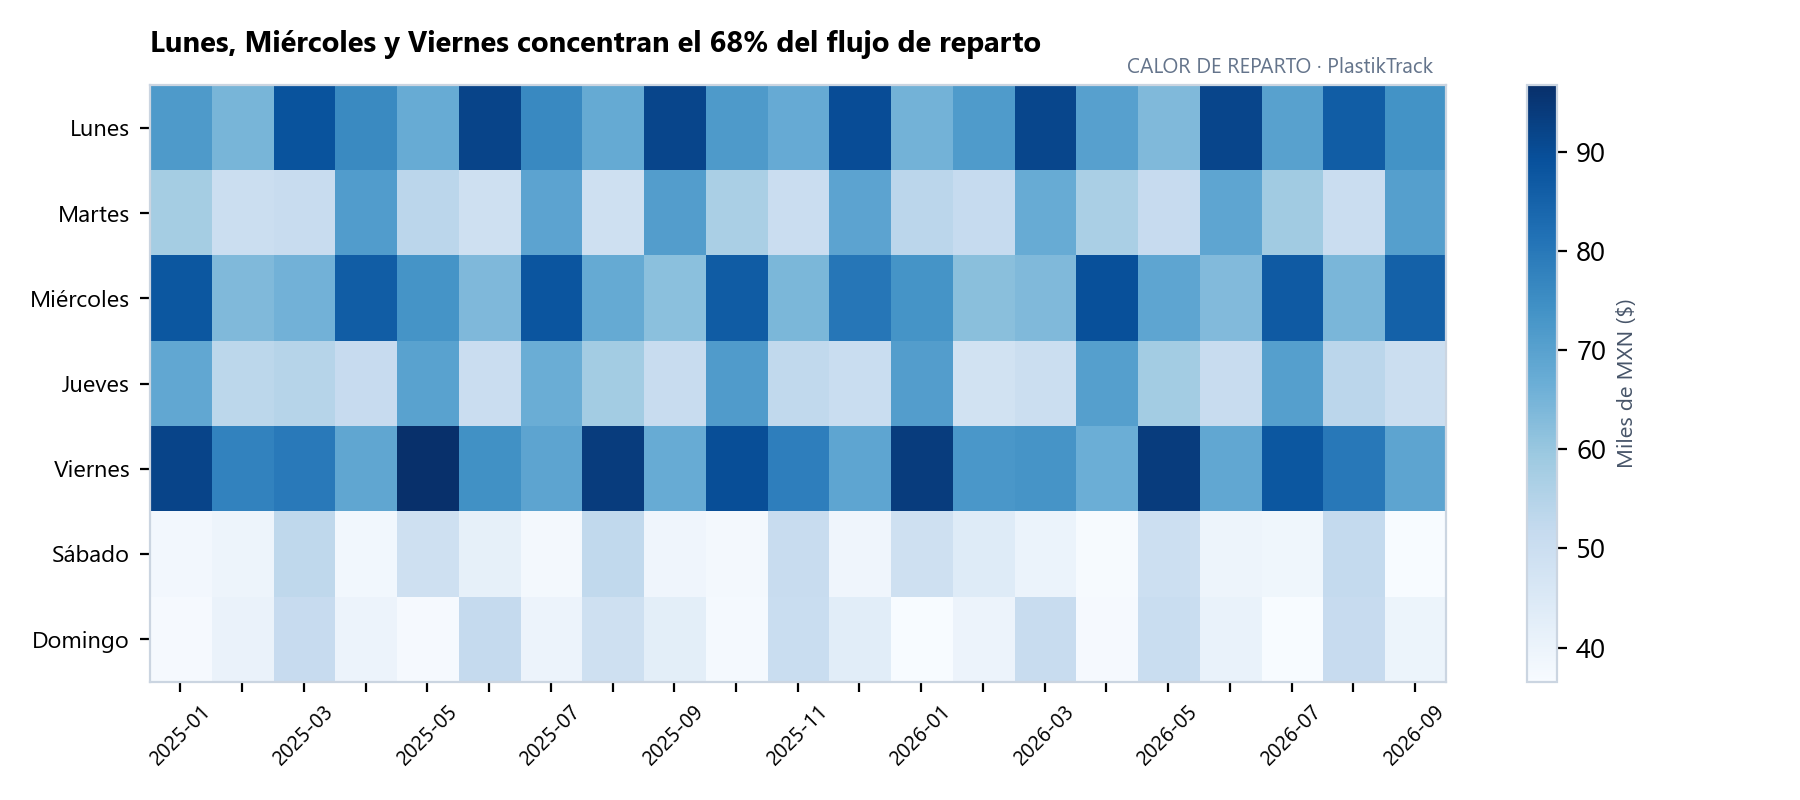 Lunes, Miércoles y Viernes concentran el 68% del flujo de reparto
CALOR DE REPARTO · PlastikTrack
Lunes
Martes
Miércoles
Jueves
Viernes
Sábado
Domingo
2025-01
2025-03
2025-05
2025-07
2025-09
2025-11
2026-01
2026-03
2026-05
2026-07
2026-09
90
80
70
60
50
40
Miles de MXN ($)